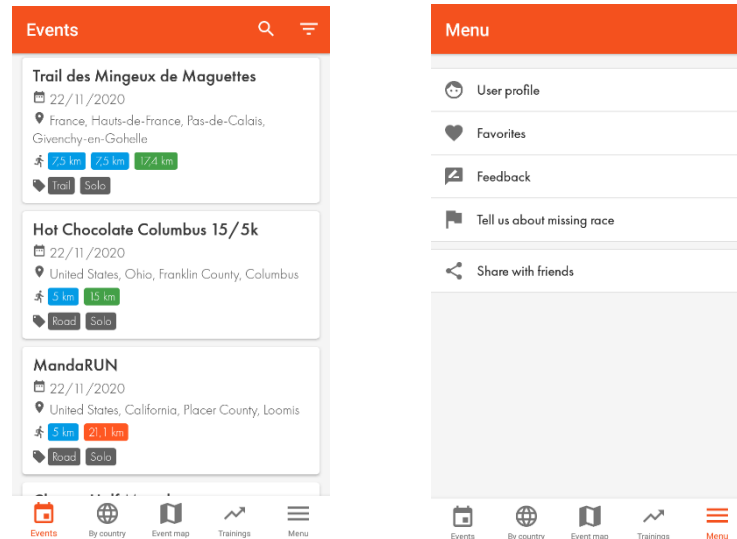 Events
Trail des Mingeux de Maguettes
22/11/2020
France, Hauts-de-France, Pas-de-Calais,
Givenchy-en-Gohelle
7,5 km 7,5 km 17,4 km
Trail Solo
Hot Chocolate Columbus 15/5k
22/11/2020
United States, Ohio, Franklin County, Columbus
5 km 15 km
Road Solo
MandaRUN
22/11/2020
United States, California, Placer County, Loomis
5 km 21,1 km
Road Solo
Events By country Event map Trainings Menu
Menu
User profile
Favorites
Feedback
Tell us about missing race
Share with friends
Events By country Event map Trainings Menu